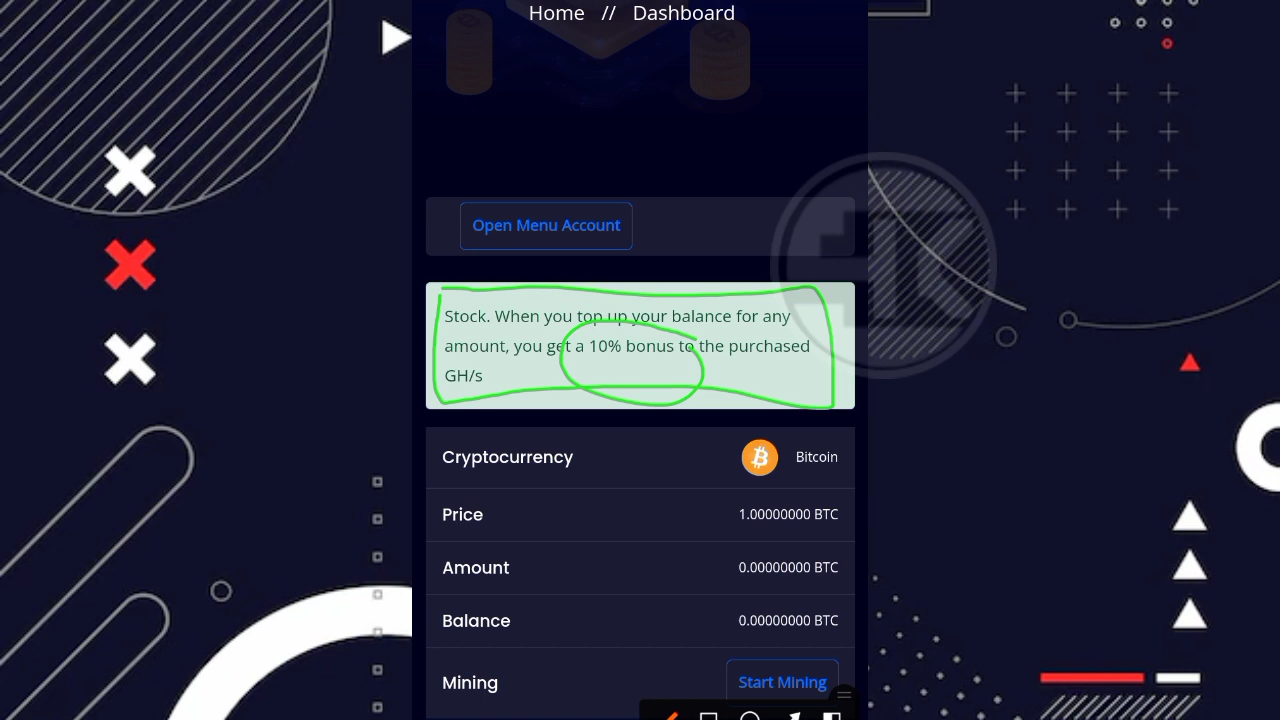 Home // Dashboard
Open Menu Account
Stock. When you top up your balance for any
amount, you get a 10% bonus to the purchased
GH/s
Cryptocurrency Bitcoin
Price 1.00000000 BTC
Amount 0.00000000 BTC
Balance 0.00000000 BTC
Mining Start Mining